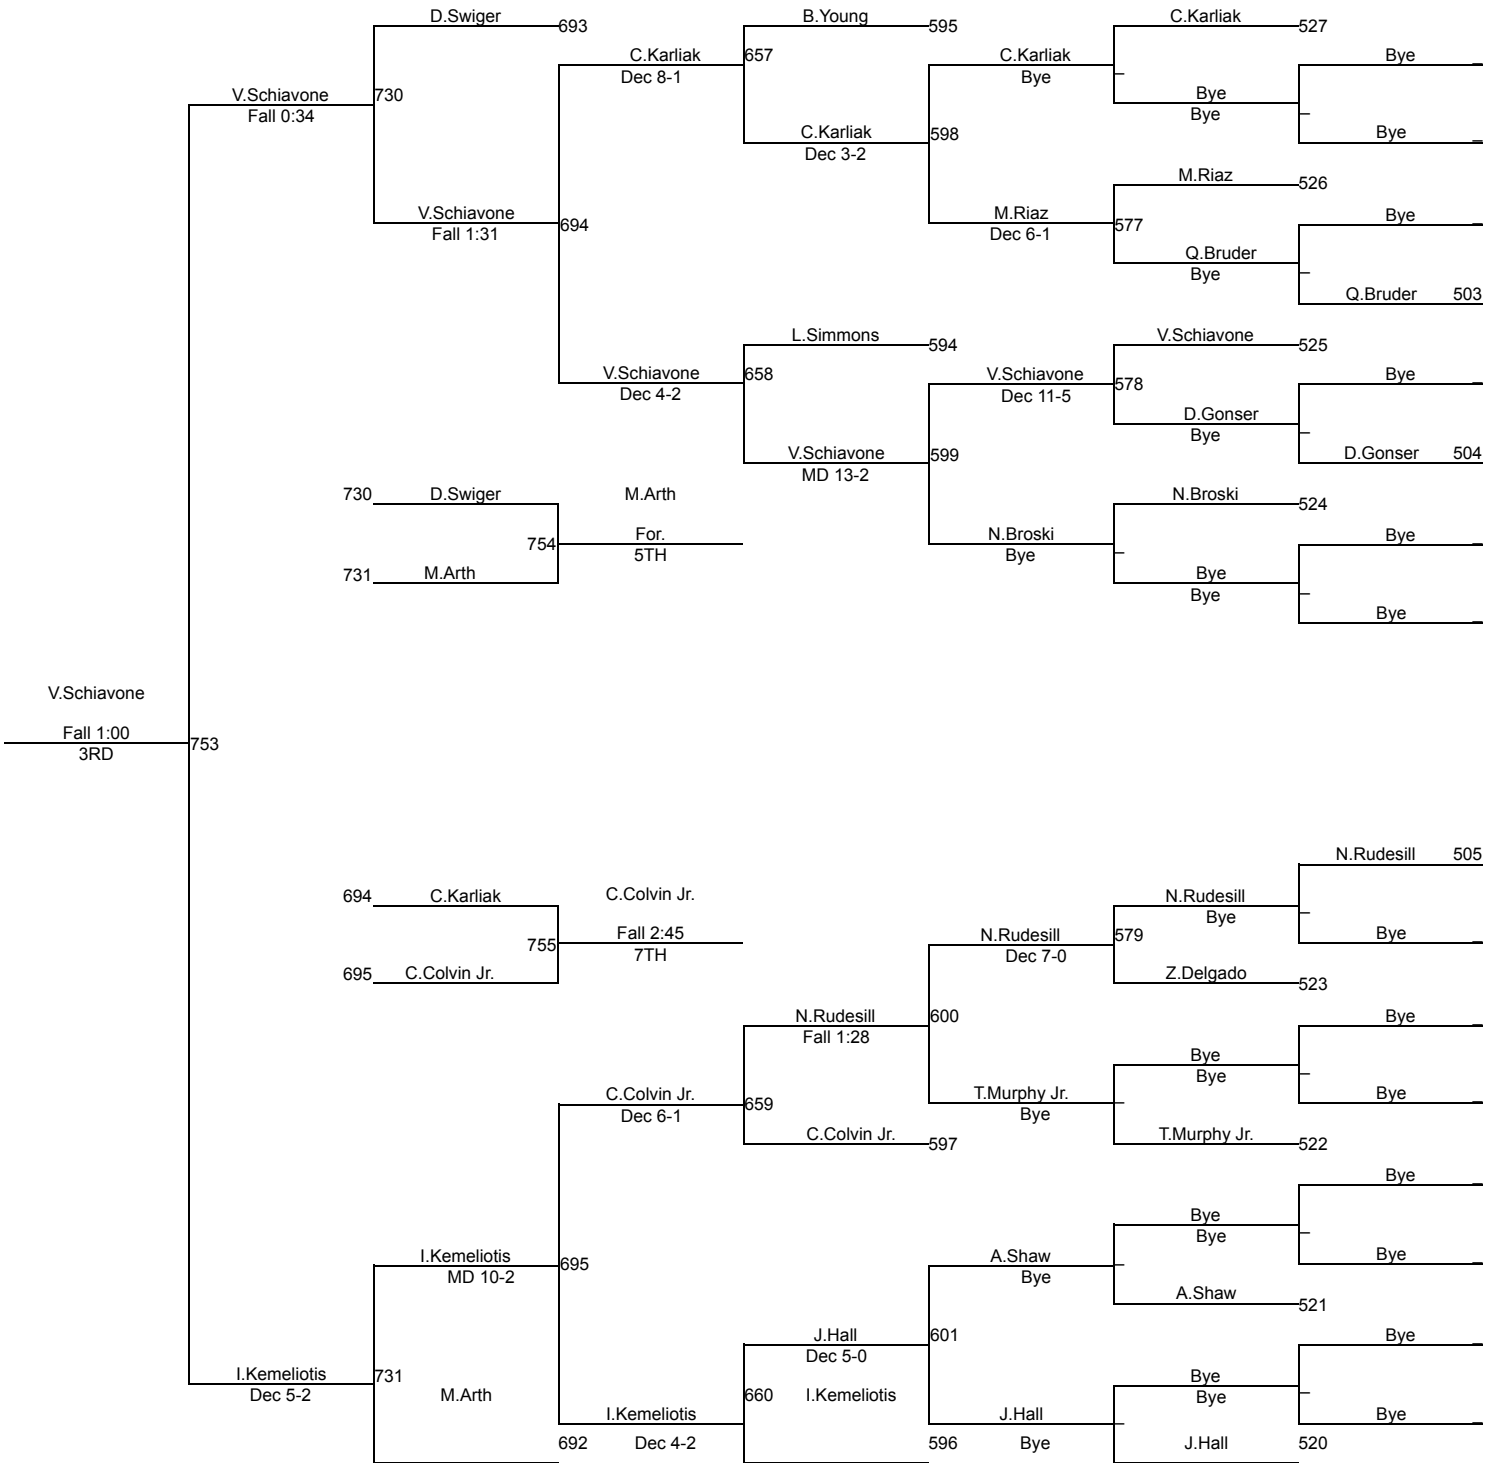 D.Swiger 693
B.Young 595
C.Karliak 527
C.Karliak 657
Dec 8-1
C.Karliak
Bye
Bye
V.Schiavone 730
Fall 0:34
Bye
Bye
C.Karliak 598
Dec 3-2
Bye
M.Riaz 526
V.Schiavone 694
Fall 1:31
M.Riaz 577
Dec 6-1
Bye
Q.Bruder
Bye
Q.Bruder 503
L.Simmons 594
V.Schiavone 525
V.Schiavone 658
Dec 4-2
V.Schiavone 578
Dec 11-5
Bye
D.Gonser
Bye
V.Schiavone 599
MD 13-2
D.Gonser 504
730 D.Swiger
M.Arth
N.Broski 524
754 For.
5TH
N.Broski
Bye
Bye
731 M.Arth
Bye
Bye
Bye
V.Schiavone
Fall 1:00
3RD
753
N.Rudesill 505
694 C.Karliak
C.Colvin Jr.
N.Rudesill
Bye
755 Fall 2:45
7TH
N.Rudesill 579
Dec 7-0
Bye
695 C.Colvin Jr.
Z.Delgado 523
N.Rudesill 600
Fall 1:28
Bye
Bye
Bye
C.Colvin Jr. 659
Dec 6-1
T.Murphy Jr.
Bye
Bye
C.Colvin Jr. 597
T.Murphy Jr. 522
Bye
Bye
Bye
I.Kemeliotis 695
MD 10-2
A.Shaw
Bye
Bye
A.Shaw 521
J.Hall 601
Dec 5-0
Bye
I.Kemeliotis 731
Dec 5-2
M.Arth
660 I.Kemeliotis
Bye
Bye
I.Kemeliotis
J.Hall
Bye
692 Dec 4-2
596 Bye
J.Hall 520